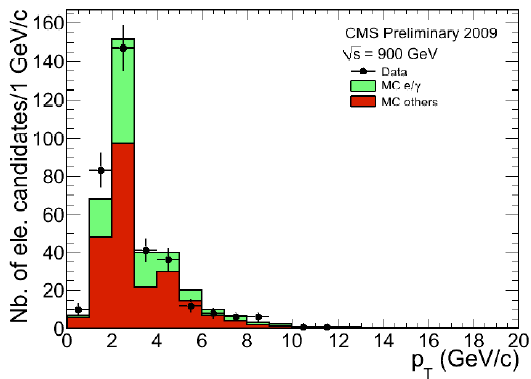 CMS Preliminary 2009
√s = 900 GeV
Data
MC e/γ
MC others
Nb. of ele. candidates/1 GeV/c
160
140
120
100
80
60
40
20
0
0 2 4 6 8 10 12 14 16 18 20
p_T (GeV/c)